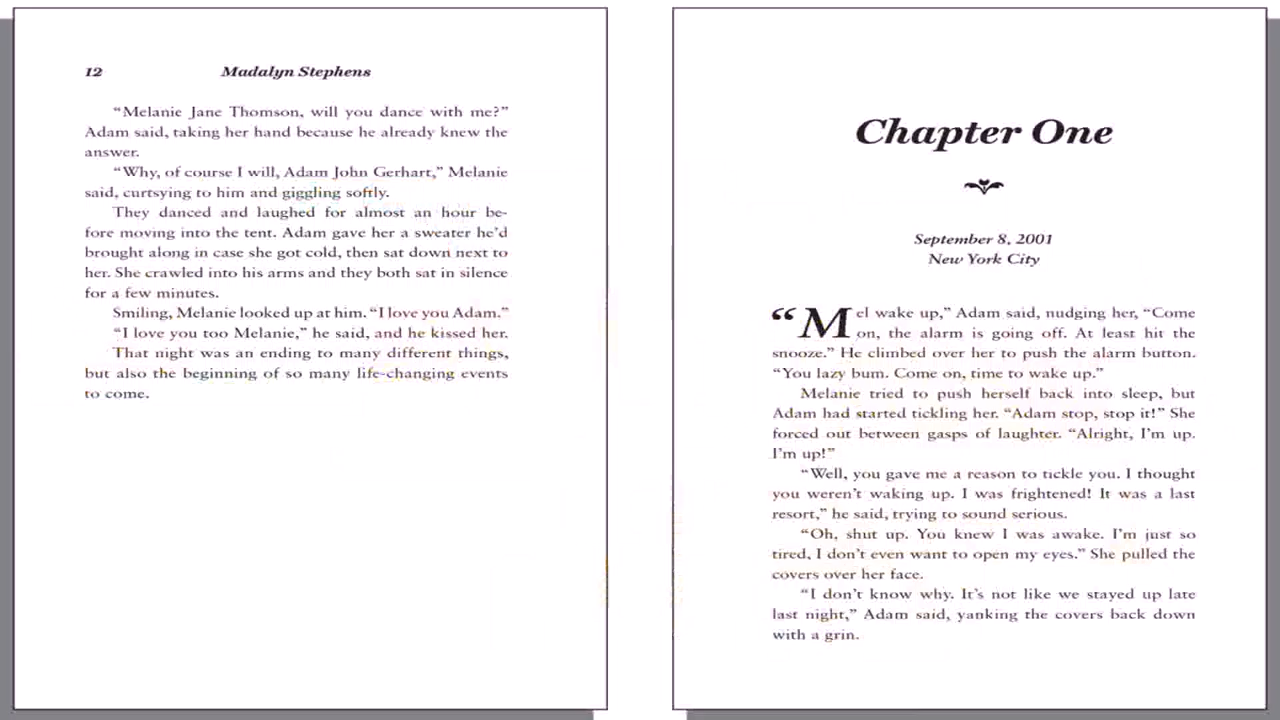 12 Madalyn Stephens
“Melanie Jane Thomson, will you dance with me?”
Adam said, taking her hand because he already knew the
answer.
“Why, of course I will, Adam John Gerhart,” Melanie
said, curtsying to him and giggling softly.
They danced and laughed for almost an hour be-
fore moving into the tent. Adam gave her a sweater he’d
brought along in case she got cold, then sat down next to
her. She crawled into his arms and they both sat in silence
for a few minutes.
Smiling, Melanie looked up at him. “I love you Adam.”
“I love you too Melanie,” he said, and he kissed her.
That night was an ending to many different things,
but also the beginning of so many life-changing events
to come.
Chapter One
September 8, 2001
New York City
“Mel wake up,” Adam said, nudging her, “Come
on, the alarm is going off. At least hit the
snooze.” He climbed over her to push the alarm button.
“You lazy bum. Come on, time to wake up.”
Melanie tried to push herself back into sleep, but
Adam had started tickling her. “Adam stop, stop it!” She
forced out between gasps of laughter. “Alright, I’m up.
I’m up!”
“Well, you gave me a reason to tickle you. I thought
you weren’t waking up. I was frightened! It was a last
resort,” he said, trying to sound serious.
“Oh, shut up. You knew I was awake. I’m just so
tired, I don’t even want to open my eyes.” She pulled the
covers over her face.
“I don’t know why. It’s not like we stayed up late
last night,” Adam said, yanking the covers back down
with a grin.